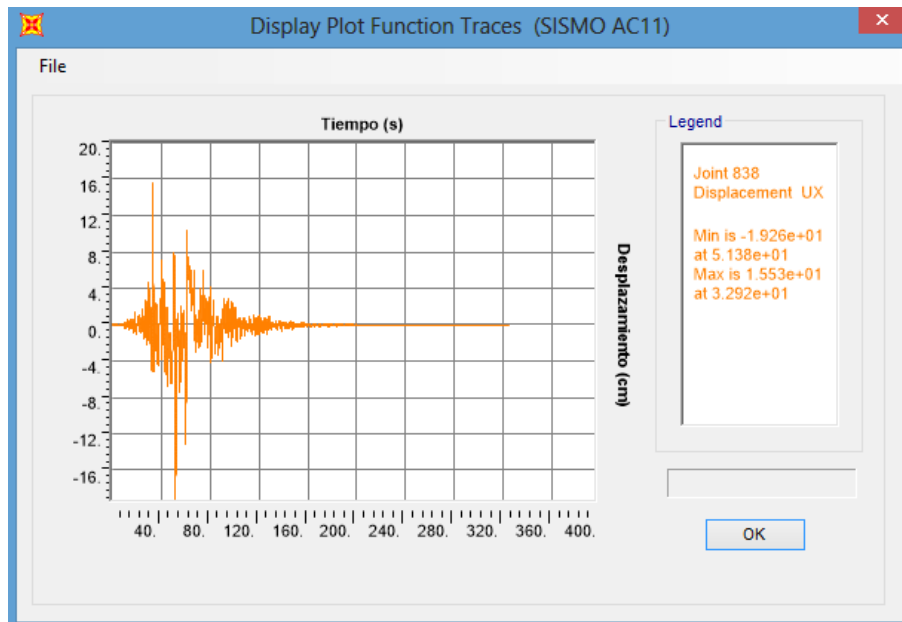 Display Plot Function Traces (SISMO AC11)
File
Tiempo (s)
20.
16.
12.
8.
4.
0.
-4.
-8.
-12.
-16.
40. 80. 120. 160. 200. 240. 280. 320. 360. 400.
Desplazamiento (cm)
Legend
Joint 838
Displacement UX
Min is -1.926e+01
at 5.138e+01
Max is 1.553e+01
at 3.292e+01
OK